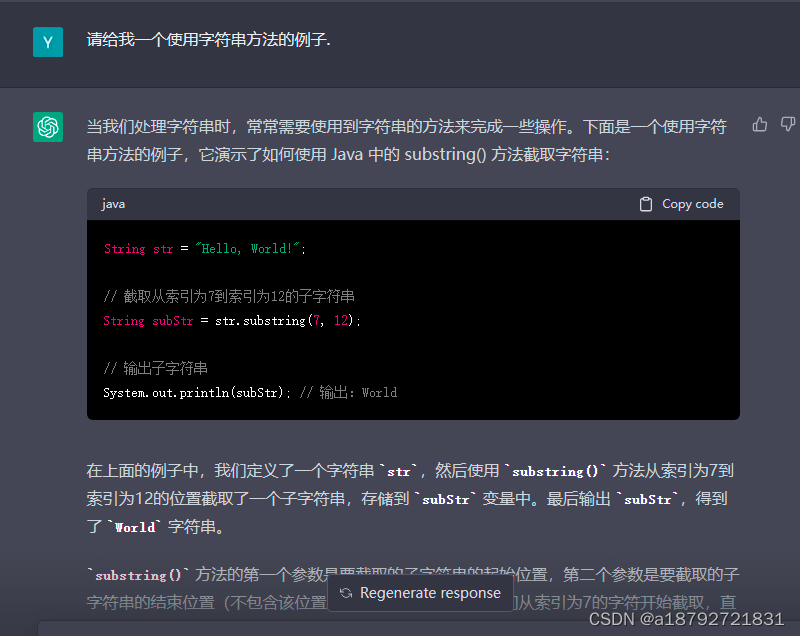 Y
请给我一个使用字符串方法的例子.
当我们处理字符串时，常常需要使用到字符串的方法来完成一些操作。下面是一个使用字符
串方法的例子，它演示了如何使用 Java 中的 substring() 方法截取字符串：
java
Copy code
String str = "Hello, World!";
// 截取从索引为7到索引为12的子字符串
String subStr = str.substring(7, 12);
// 输出子字符串
System.out.println(subStr); // 输出：World
在上面的例子中，我们定义了一个字符串 `str`，然后使用 `substring()` 方法从索引为7到
索引为12的位置截取了一个子字符串，存储到 `subStr` 变量中。最后输出 `subStr`，得到
了 `World` 字符串。
`substring()` 方法的第一个参数是要截取的子字符串的起始位置，第二个参数是要截取的子
Regenerate response
字符串的结束位置（不包含该位置 从索引为7的字符开始截取，直
CSDN @a18792721831